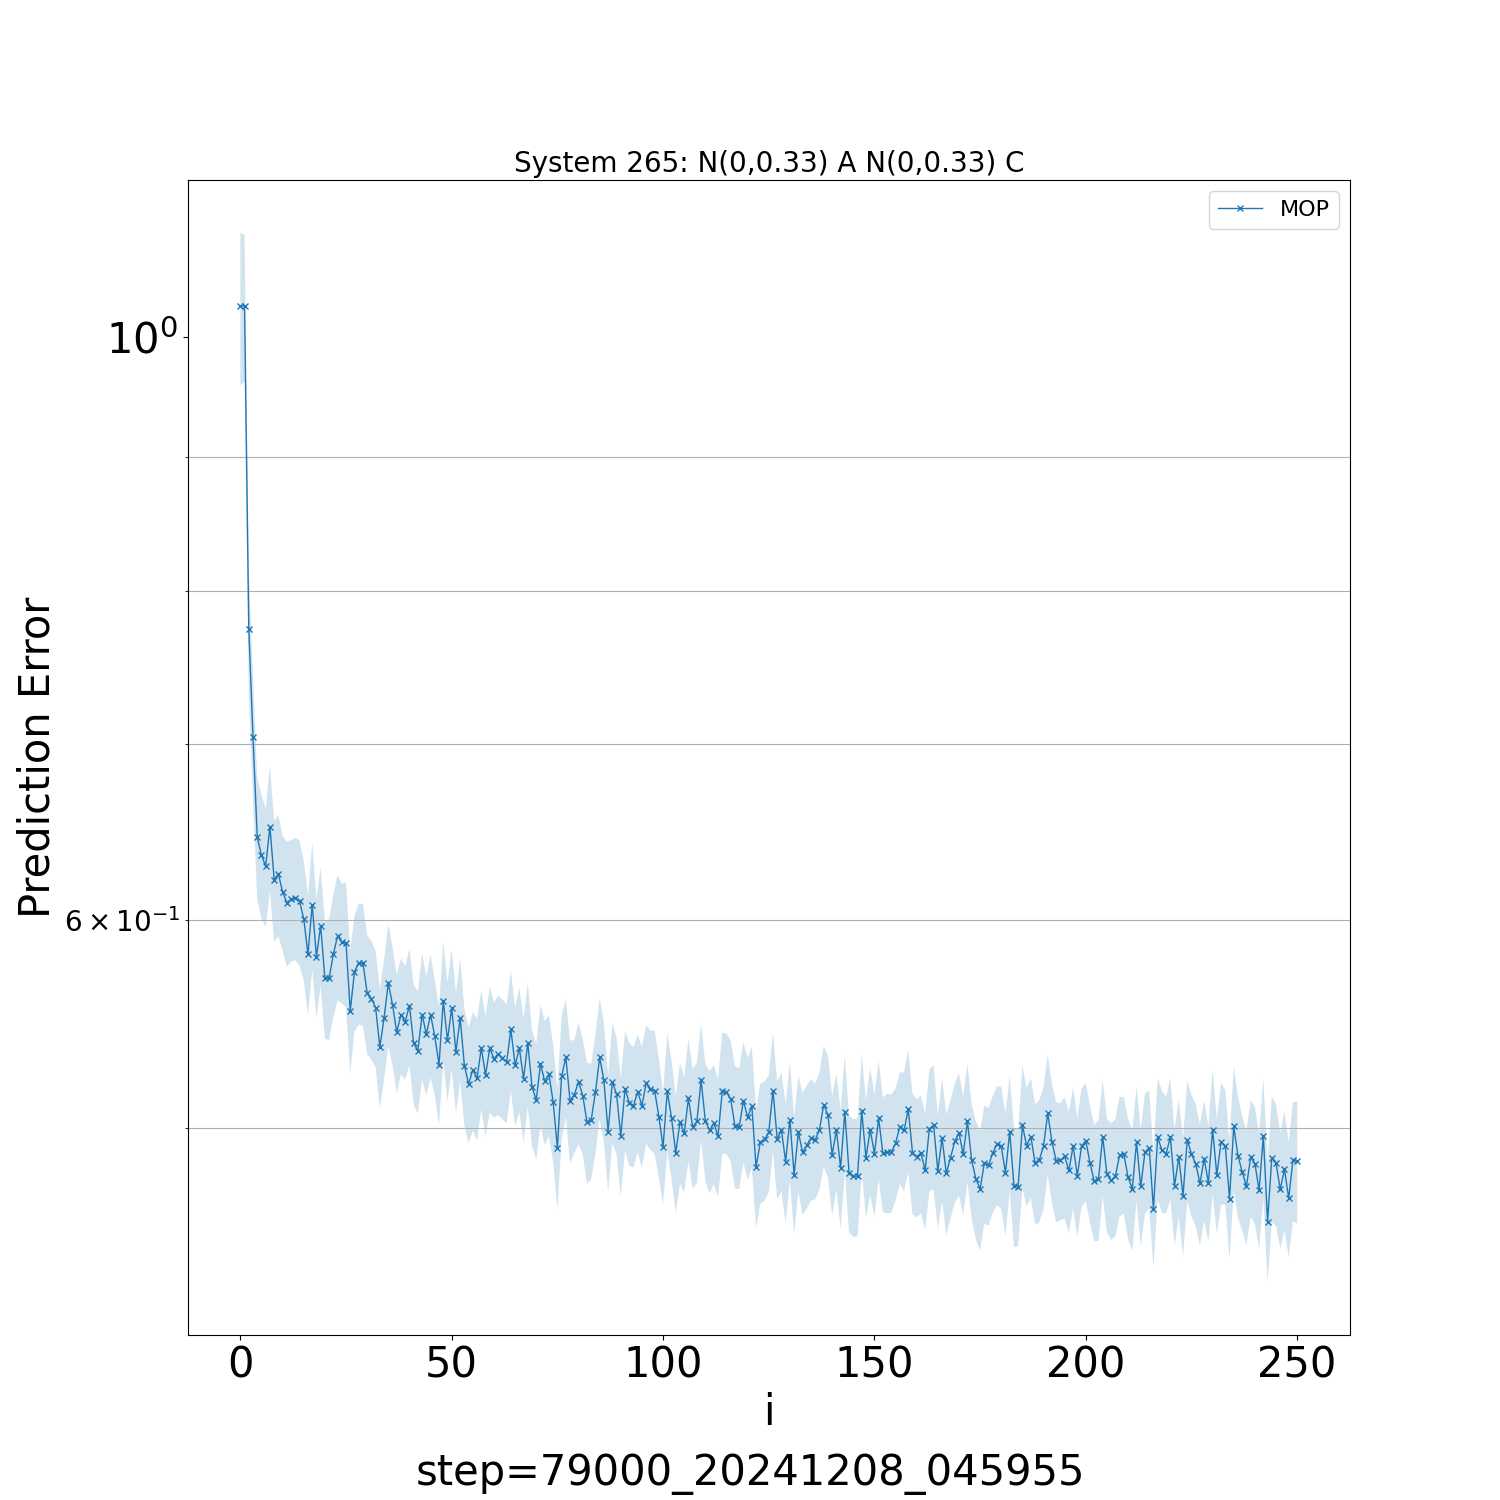 System 265: N(0,0.33) A N(0,0.33) C
MOP
10⁰
Prediction Error
6 × 10⁻¹
0 50 100 150 200 250
i
step=79000_20241208_045955